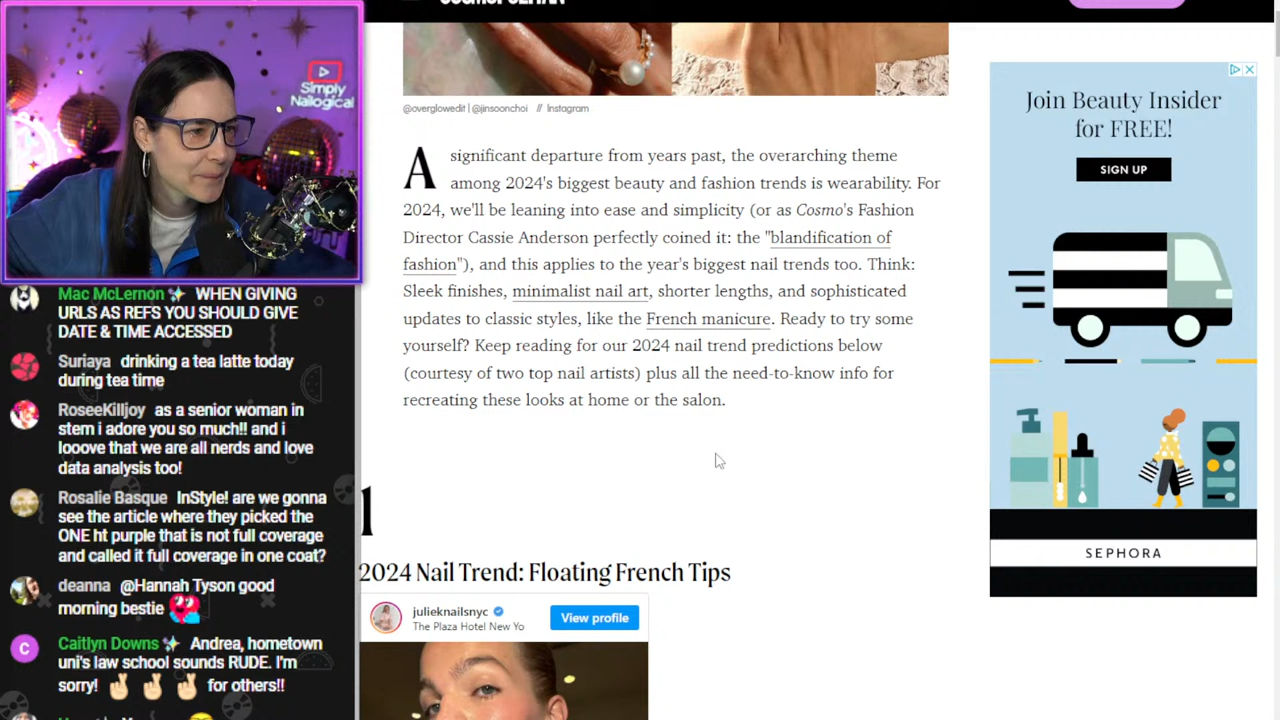 COSMOPOLITAN
Simply
Nailogical
@overglowedit | @jinsoonchoi // Instagram
A significant departure from years past, the overarching theme
among 2024's biggest beauty and fashion trends is wearability. For
2024, we'll be leaning into ease and simplicity (or as Cosmo's Fashion
Director Cassie Anderson perfectly coined it: the "blandification of
fashion"), and this applies to the year's biggest nail trends too. Think:
Sleek finishes, minimalist nail art, shorter lengths, and sophisticated
updates to classic styles, like the French manicure. Ready to try some
yourself? Keep reading for our 2024 nail trend predictions below
(courtesy of two top nail artists) plus all the need-to-know info for
recreating these looks at home or the salon.
1
2024 Nail Trend: Floating French Tips
julieknailsnyc
The Plaza Hotel New Yo
View profile
Join Beauty Insider
for FREE!
SIGN UP
SEPHORA
Mac McLernon WHEN GIVING
URLS AS REFS YOU SHOULD GIVE
DATE & TIME ACCESSED
Suriaya drinking a tea latte today
during tea time
RoseeKilljoy as a senior woman in
stem i adore you so much!! and i
looove that we are all nerds and love
data analysis too!
Rosalie Basque InStyle! are we gonna
see the article where they picked the
ONE ht purple that is not full coverage
and called it full coverage in one coat?
deanna @Hannah Tyson good
morning bestie
C
Caitlyn Downs Andrea, hometown
uni's law school sounds RUDE. I'm
sorry! for others!!